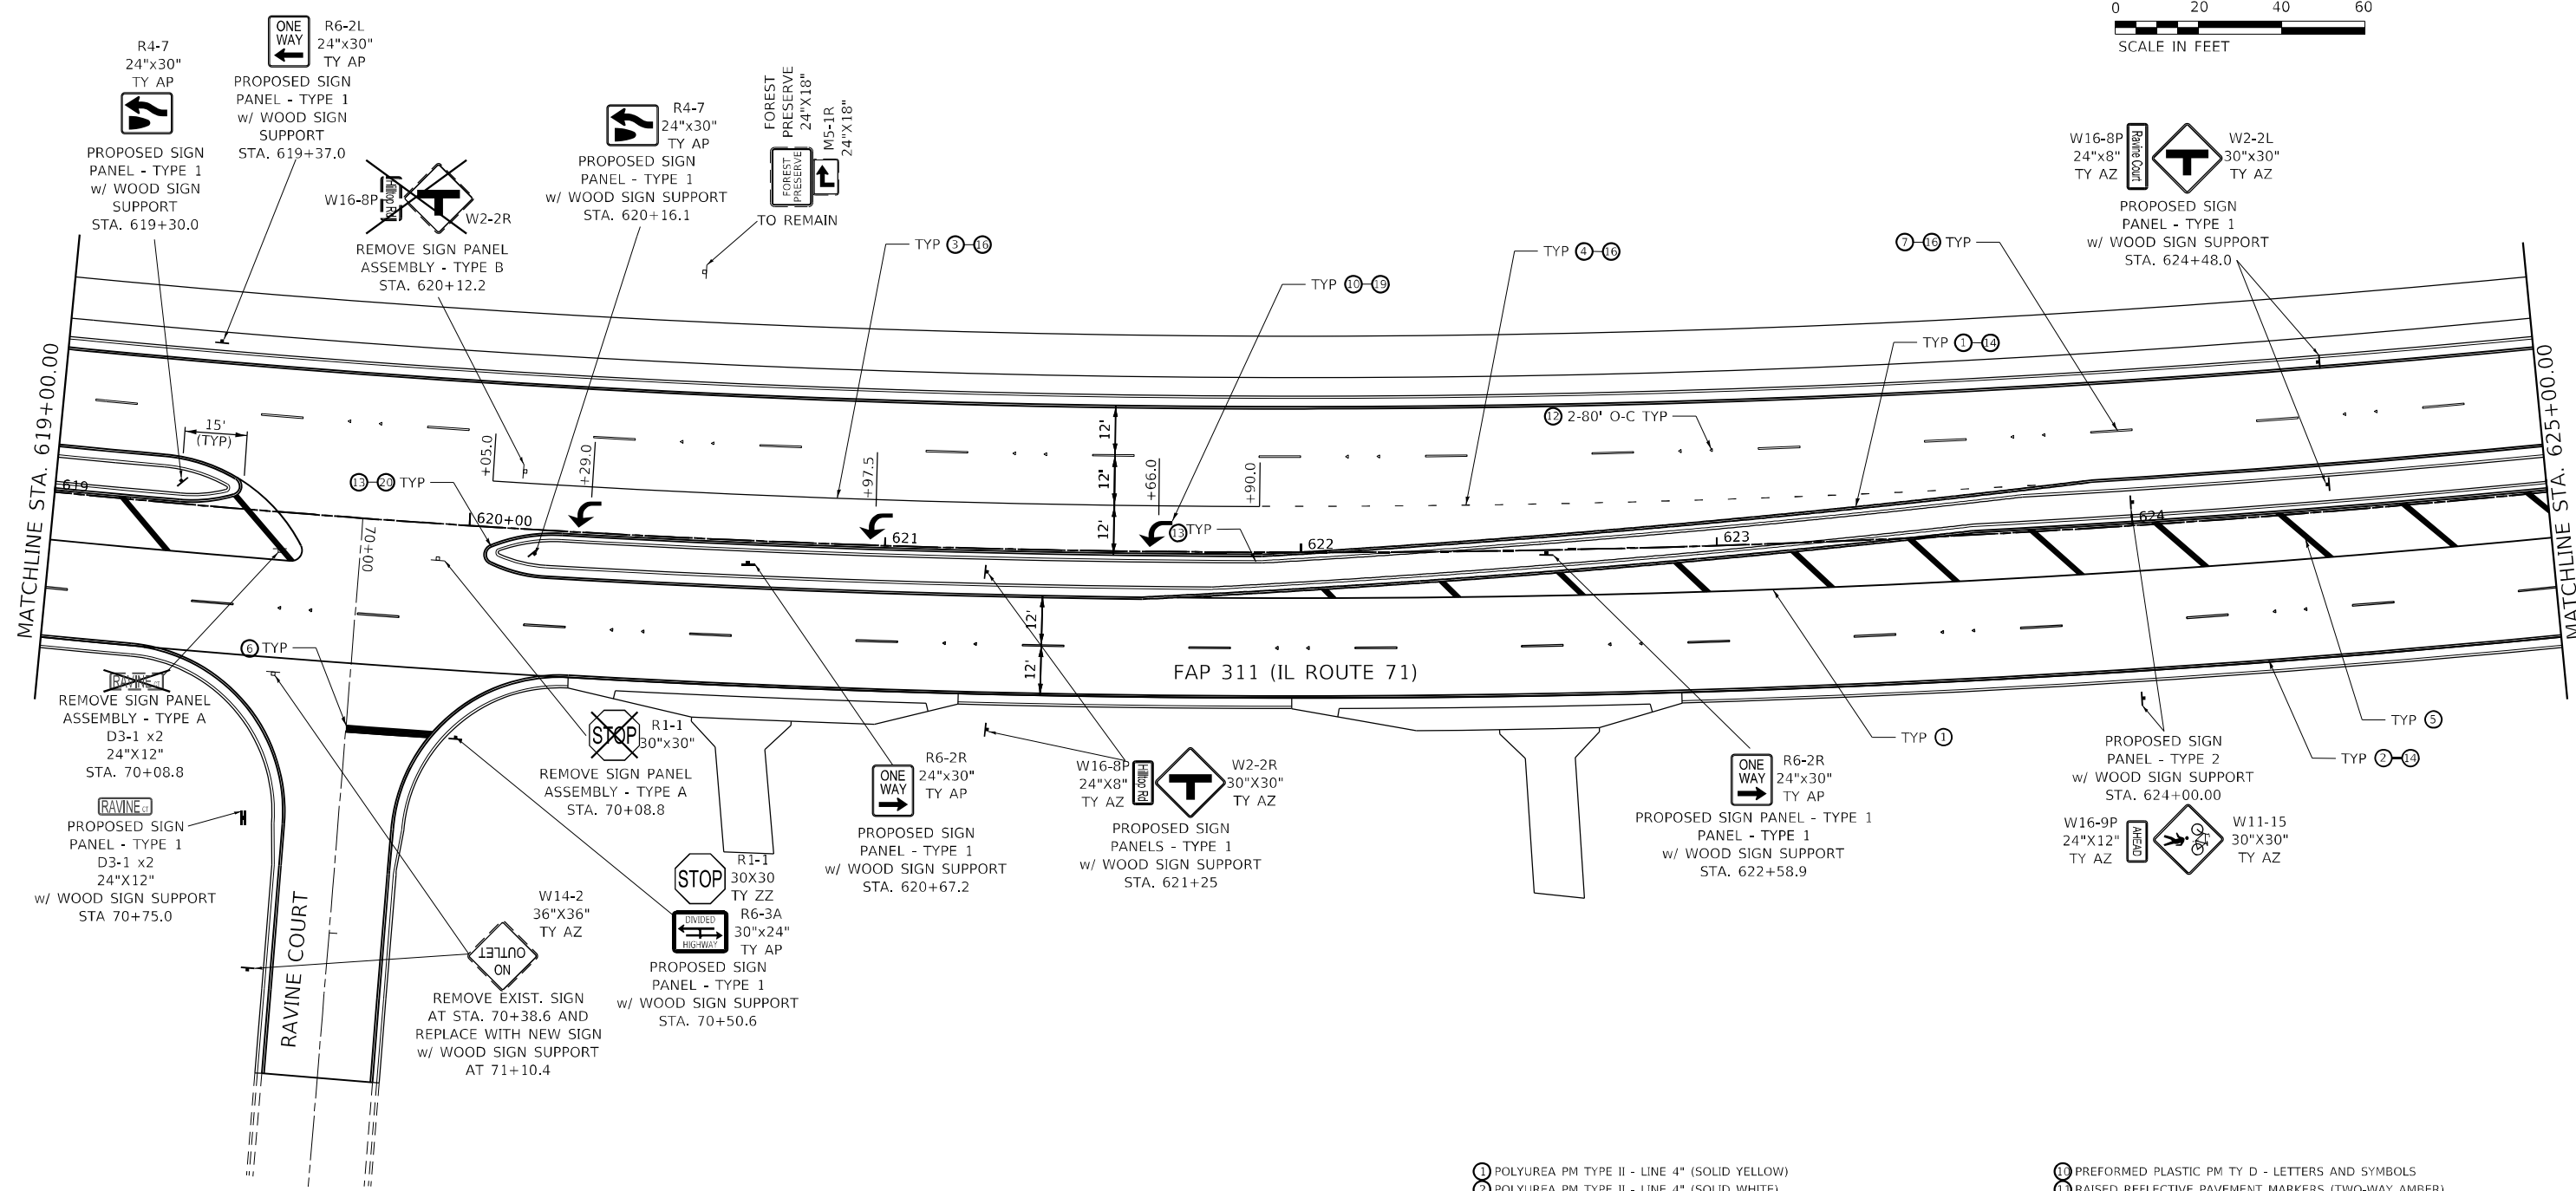 0 20 40 60
SCALE IN FEET
R4-7
24"x30"
TY AP
PROPOSED SIGN
PANEL - TYPE 1
w/ WOOD SIGN
SUPPORT
STA. 619+30.0
ONE
WAY
R6-2L
24"x30"
TY AP
PROPOSED SIGN
PANEL - TYPE 1
w/ WOOD SIGN
SUPPORT
STA. 619+37.0
W16-8P
Hilltop Rd
W2-2R
REMOVE SIGN PANEL
ASSEMBLY - TYPE B
STA. 620+12.2
R4-7
24"x30"
TY AP
PROPOSED SIGN
PANEL - TYPE 1
w/ WOOD SIGN SUPPORT
STA. 620+16.1
FOREST
PRESERVE
24"X18"
M5-1R
24"X18"
FOREST
PRESERVE
TO REMAIN
TYP 3 16
TYP 10 19
TYP 4 16
7 16 TYP
TYP 1 14
W16-8P
24"x8"
TY AZ
Ravine Court
W2-2L
30"x30"
TY AZ
PROPOSED SIGN
PANEL - TYPE 1
w/ WOOD SIGN SUPPORT
STA. 624+48.0
MATCHLINE STA. 619+00.00
MATCHLINE STA. 625+00.00
15'
(TYP)
12 2-80' O-C TYP
12'
12'
12'
+05.0
+29.0
+97.5
+66.0
+90.0
13 20 TYP
13 TYP
619
620+00
621
622
623
624
70+00
12'
12'
FAP 311 (IL ROUTE 71)
6 TYP
TYP 1
TYP 5
TYP 2 14
RAVINE CT
REMOVE SIGN PANEL
ASSEMBLY - TYPE A
D3-1 x2
24"X12"
STA. 70+08.8
RAVINE CT
PROPOSED SIGN
PANEL - TYPE 1
D3-1 x2
24"X12"
w/ WOOD SIGN SUPPORT
STA 70+75.0
STOP
R1-1
30"x30"
REMOVE SIGN PANEL
ASSEMBLY - TYPE A
STA. 70+08.8
RAVINE COURT
NO
OUTLET
W14-2
36"X36"
TY AZ
REMOVE EXIST. SIGN
AT STA. 70+38.6 AND
REPLACE WITH NEW SIGN
w/ WOOD SIGN SUPPORT
AT 71+10.4
STOP
R1-1
30X30
TY ZZ
DIVIDED
HIGHWAY
R6-3A
30"x24"
TY AP
PROPOSED SIGN
PANEL - TYPE 1
w/ WOOD SIGN SUPPORT
STA. 70+50.6
ONE
WAY
R6-2R
24"x30"
TY AP
PROPOSED SIGN
PANEL - TYPE 1
w/ WOOD SIGN SUPPORT
STA. 620+67.2
W16-8P
24"X8"
TY AZ
Hilltop Rd
W2-2R
30"X30"
TY AZ
PROPOSED SIGN
PANELS - TYPE 1
w/ WOOD SIGN SUPPORT
STA. 621+25
ONE
WAY
R6-2R
24"x30"
TY AP
PROPOSED SIGN PANEL - TYPE 1
PANEL - TYPE 1
w/ WOOD SIGN SUPPORT
STA. 622+58.9
PROPOSED SIGN
PANEL - TYPE 2
w/ WOOD SIGN SUPPORT
STA. 624+00.00
W16-9P
24"X12"
TY AZ
AHEAD
W11-15
30"X30"
TY AZ
1 POLYUREA PM TYPE II - LINE 4" (SOLID YELLOW)
2 POLYUREA PM TYPE II - LINE 4" (SOLID WHITE)
10 PREFORMED PLASTIC PM TY D - LETTERS AND SYMBOLS
11 RAISED REFLECTIVE PAVEMENT MARKERS (TWO-WAY AMBER)